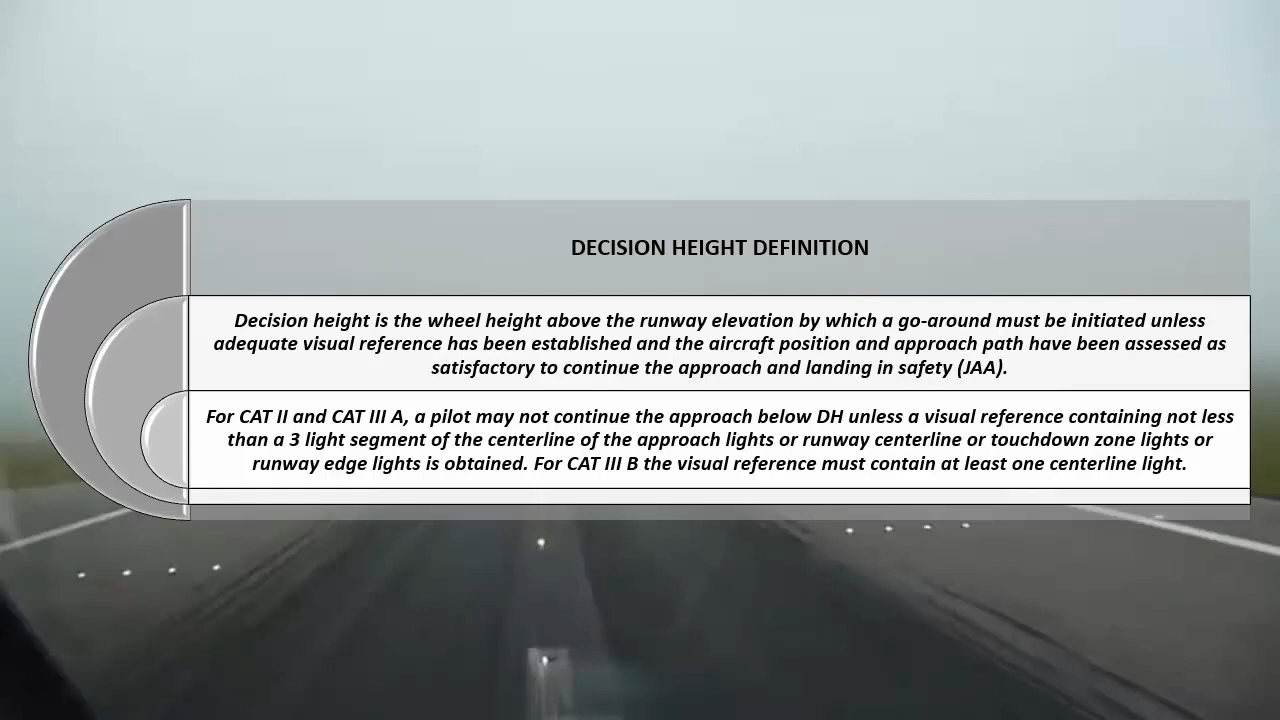 DECISION HEIGHT DEFINITION
Decision height is the wheel height above the runway elevation by which a go-around must be initiated unless
adequate visual reference has been established and the aircraft position and approach path have been assessed as
satisfactory to continue the approach and landing in safety (JAA).
For CAT II and CAT III A, a pilot may not continue the approach below DH unless a visual reference containing not less
than a 3 light segment of the centerline of the approach lights or runway centerline or touchdown zone lights or
runway edge lights is obtained. For CAT III B the visual reference must contain at least one centerline light.